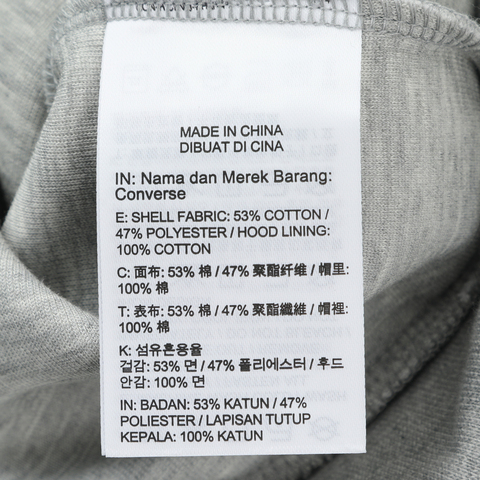 MADE IN CHINA
DIBUAT DI CINA
IN: Nama dan Merek Barang:
Converse
E: SHELL FABRIC: 53% COTTON /
47% POLYESTER / HOOD LINING:
100% COTTON
C: 面布: 53% 棉 / 47% 聚酯纤维 / 帽里:
100% 棉
T: 表布: 53% 棉 / 47% 聚酯纖維 / 帽裡:
100% 棉
K: 섬유혼용율
겉감: 53% 면 / 47% 폴리에스터 / 후드
안감: 100% 면
IN: BADAN: 53% KATUN / 47%
POLIESTER / LAPISAN TUTUP
KEPALA: 100% KATUN